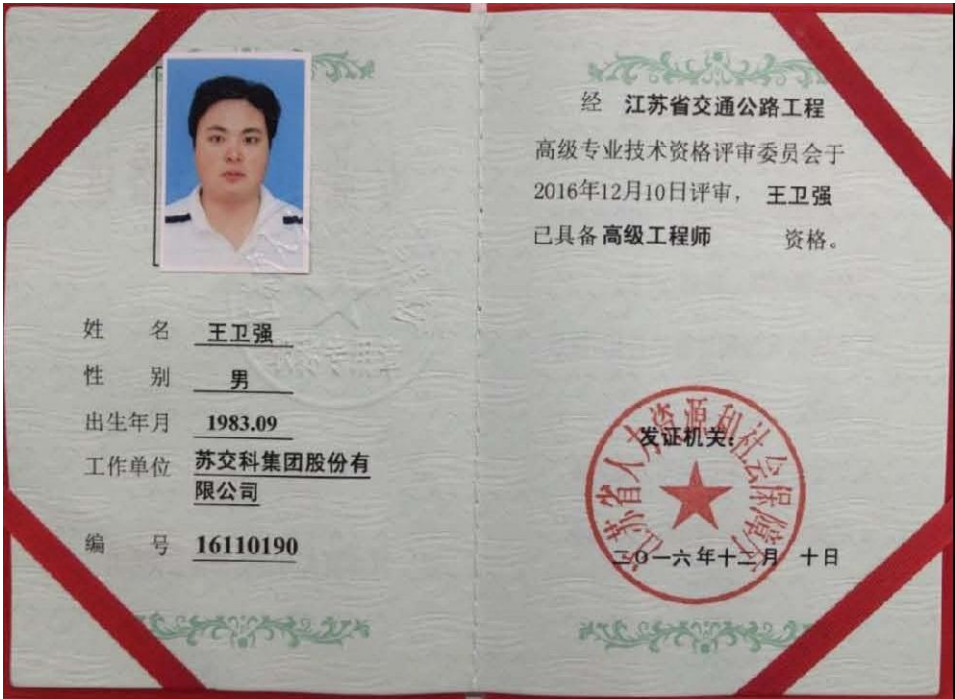 姓 名 王卫强
性 别 男
出生年月 1983.09
工作单位 苏交科集团股份有
限公司
编 号 16110190
经 江苏省交通公路工程
高级专业技术资格评审委员会于
2016年12月10日评审， 王卫强
已具备 高级工程师 资格。
江苏省人力资源和社会保障厅
发证机关：
二〇一六年十二月 十日